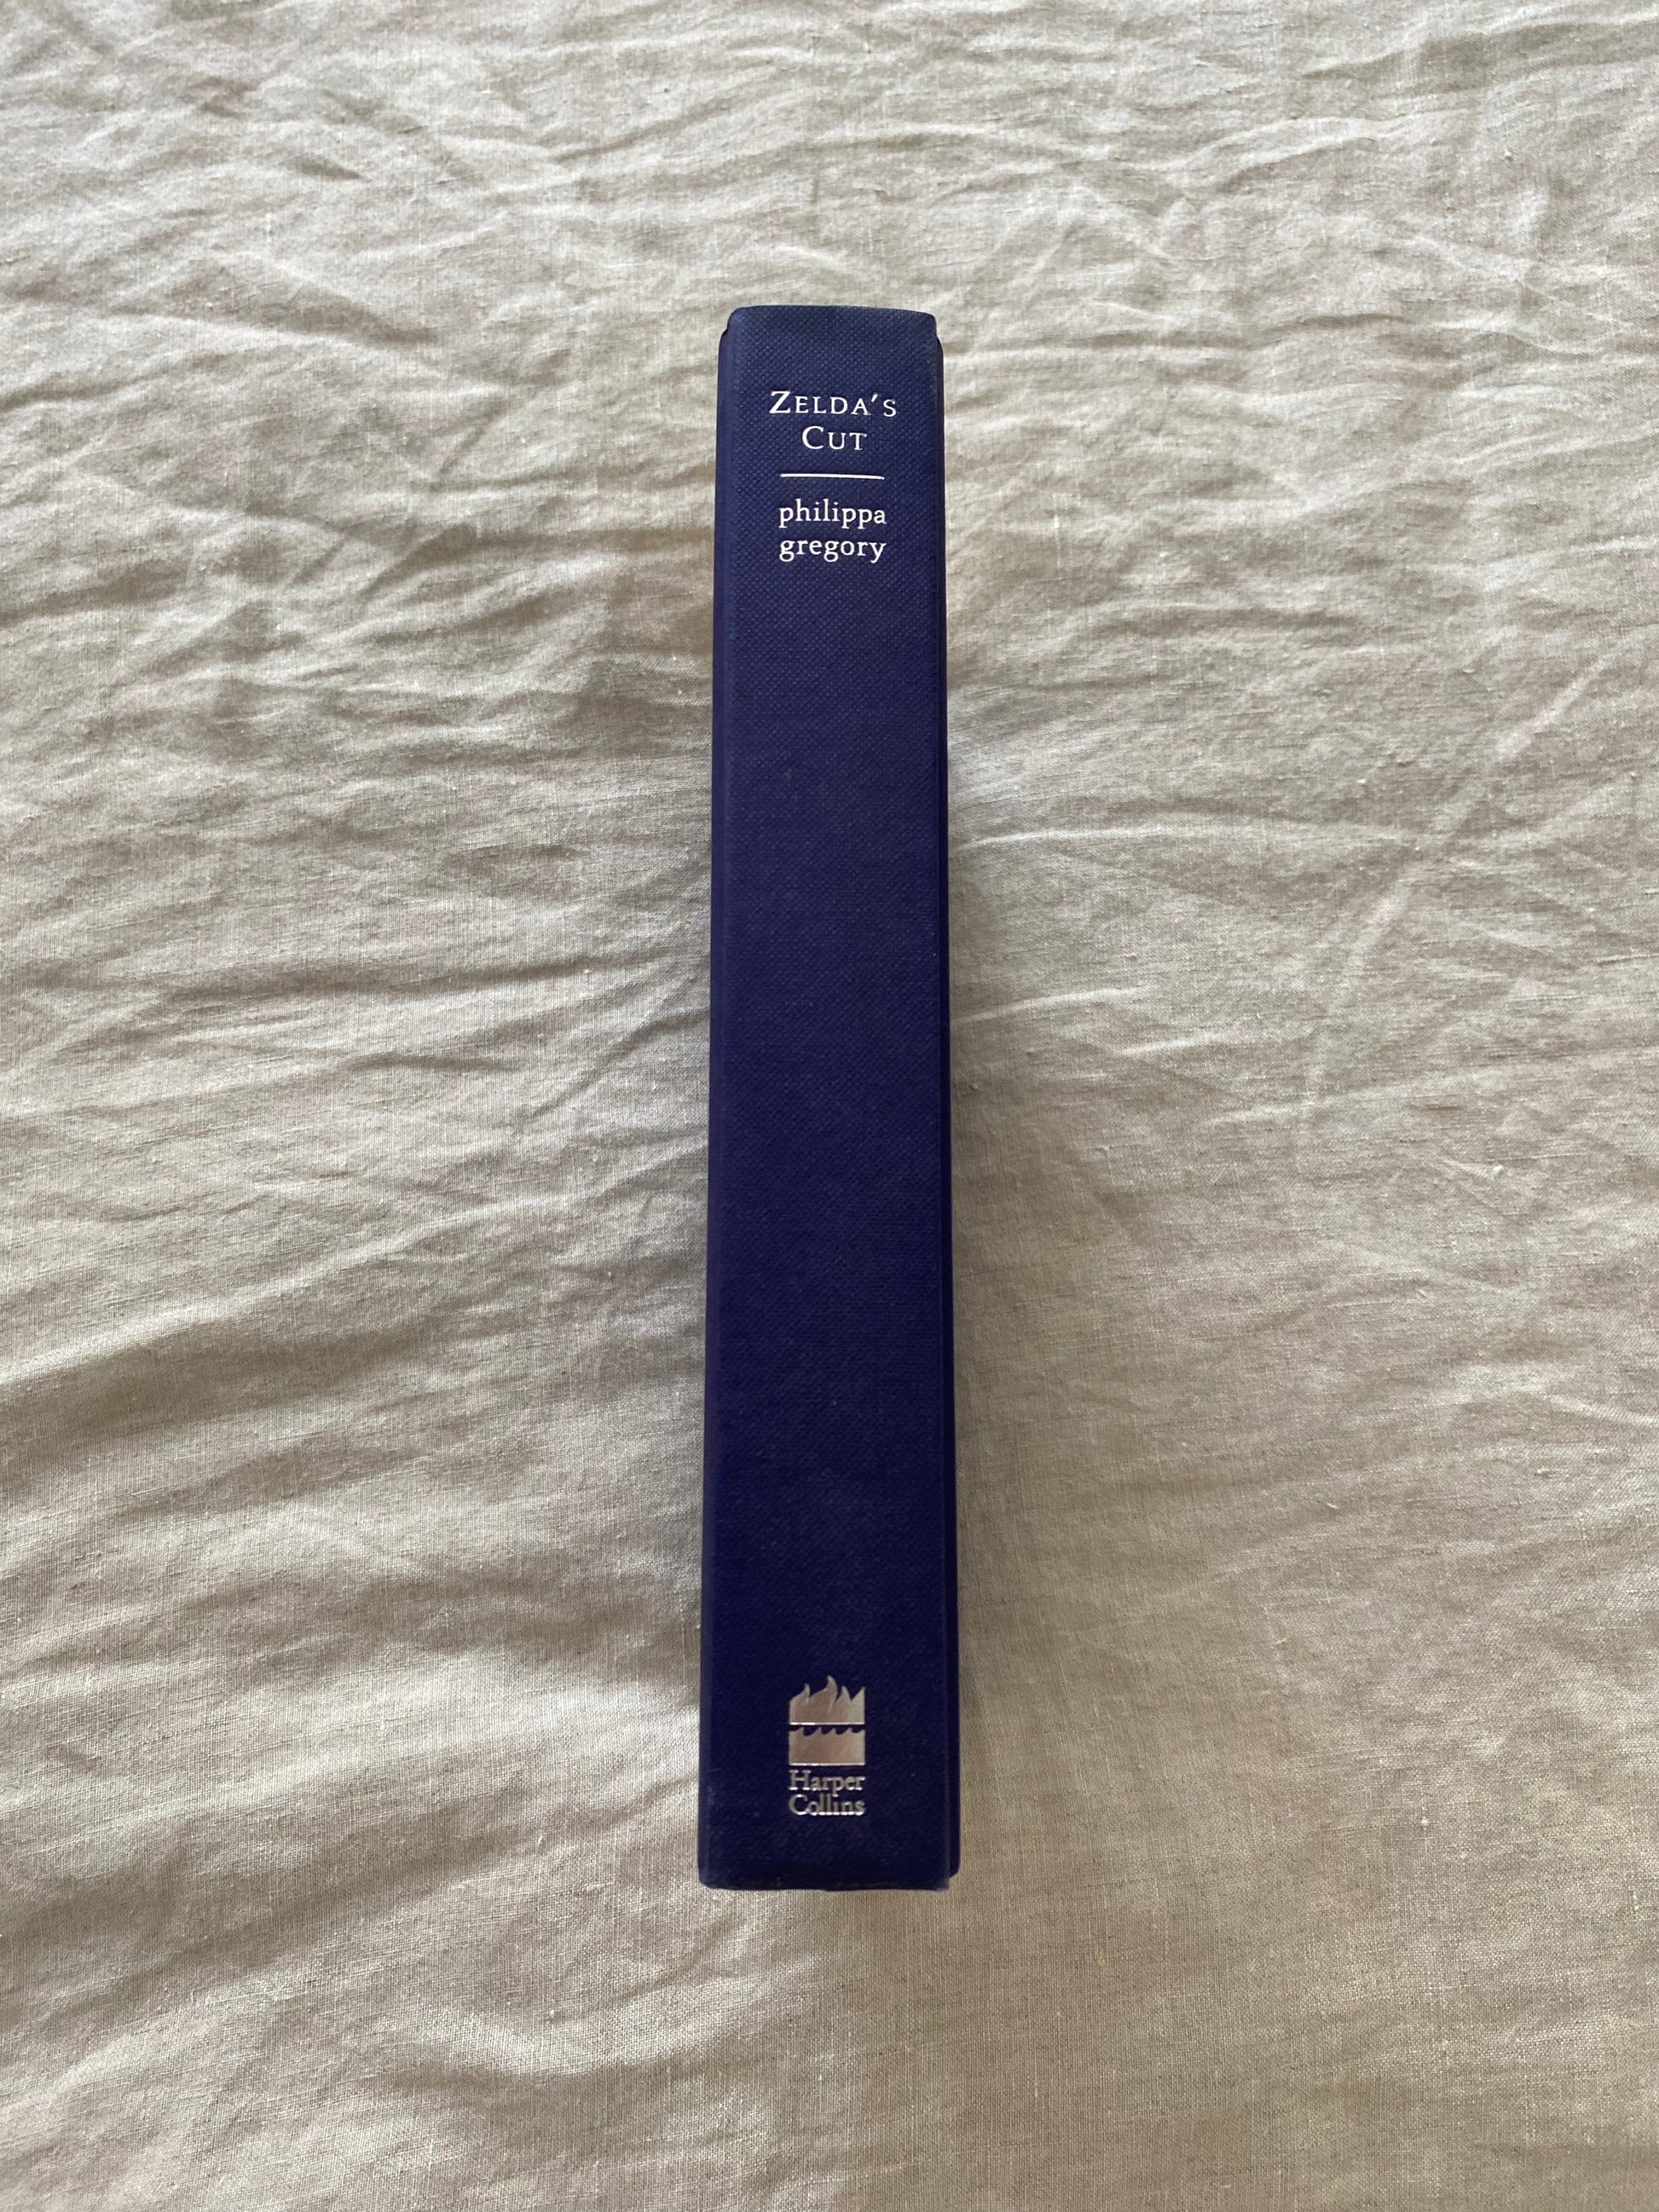 ZELDA'S
CUT
philippa
gregory
Harper
Collins